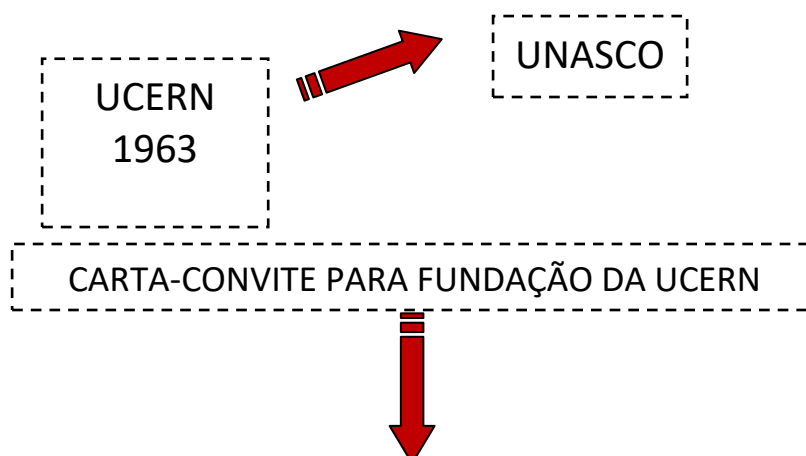 UCERN
1963
UNASCO
CARTA-CONVITE PARA FUNDAÇÃO DA UCERN